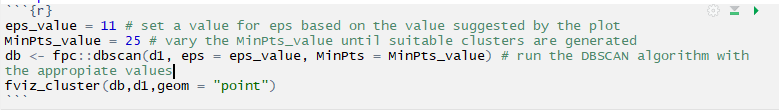 ```{r}
eps_value = 11 # set a value for eps based on the value suggested by the plot
MinPts_value = 25 # vary the MinPts_value until suitable clusters are generated
db <- fpc::dbscan(d1, eps = eps_value, MinPts = MinPts_value) # run the DBSCAN algorithm with
the appropiate values
fviz_cluster(db,d1,geom = "point")
```